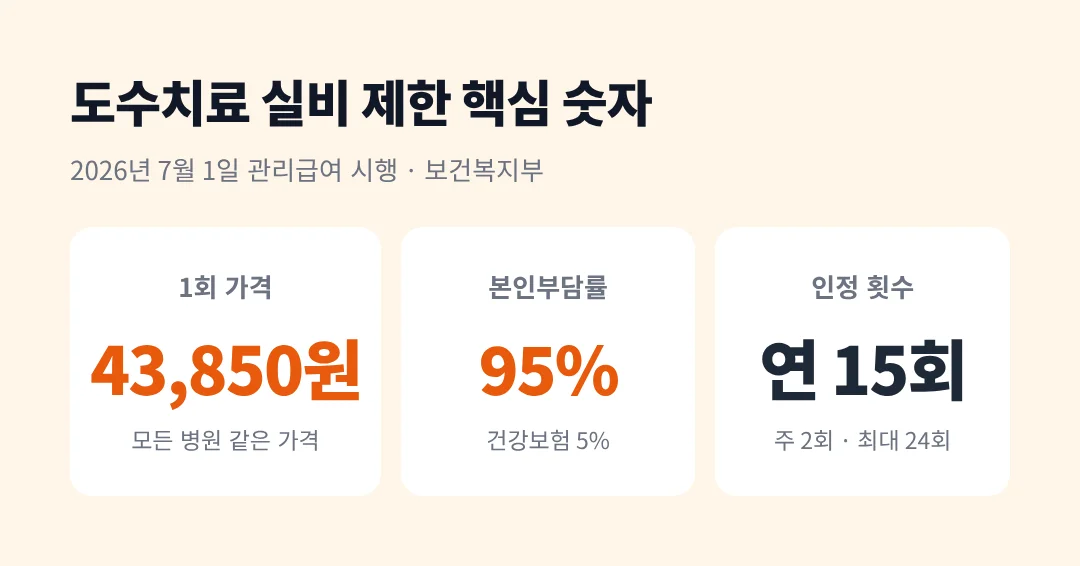 도수치료 실비 제한 핵심 숫자
2026년 7월 1일 관리급여 시행 · 보건복지부
1회 가격
43,850원
모든 병원 같은 가격
본인부담률
95%
건강보험 5%
인정 횟수
연 15회
주 2회 · 최대 24회